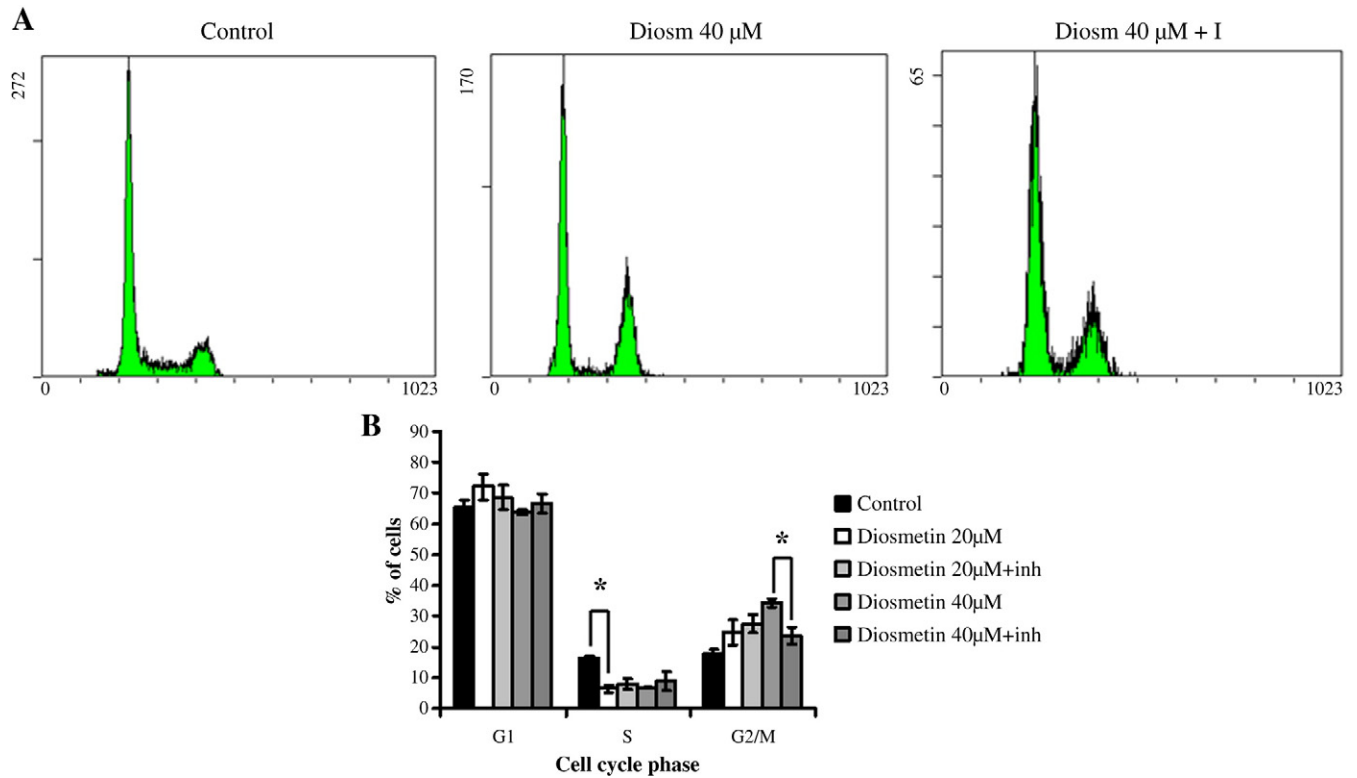 A
Control
Diosm 40 µM
Diosm 40 µM + I
272
170
65
0
1023
0
1023
0
1023
B
90
80
70
60
50
40
30
20
10
0
% of cells
*
*
G1
S
G2/M
Cell cycle phase
Control
Diosmetin 20µM
Diosmetin 20µM+inh
Diosmetin 40µM
Diosmetin 40µM+inh